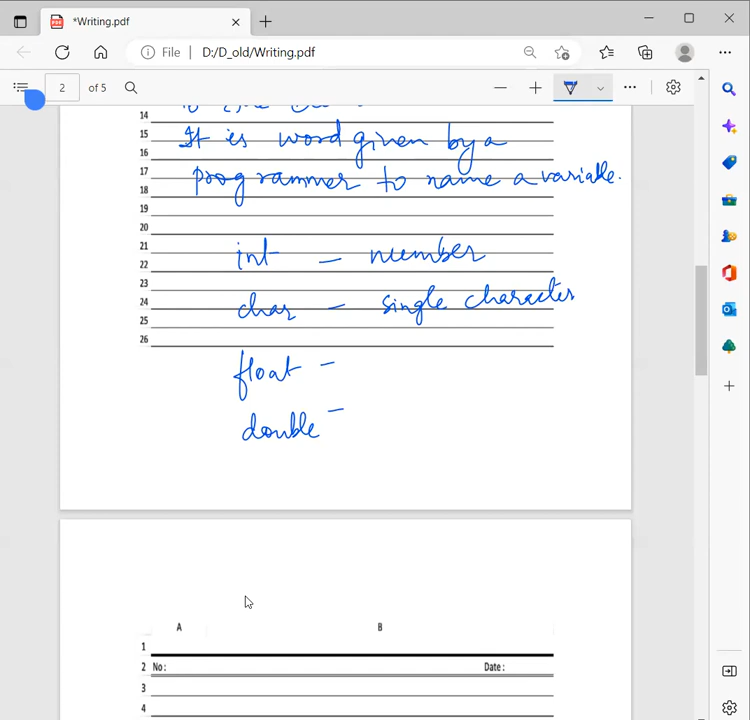 *Writing.pdf
File D:/D_old/Writing.pdf
2 of 5
14
15 It is word given by a
16
17 programmer to name a variable.
18
19
20
21 int – number
22
23
24 char – single character
25
26
float –
double –
A B
1
2 No : Date :
3
4